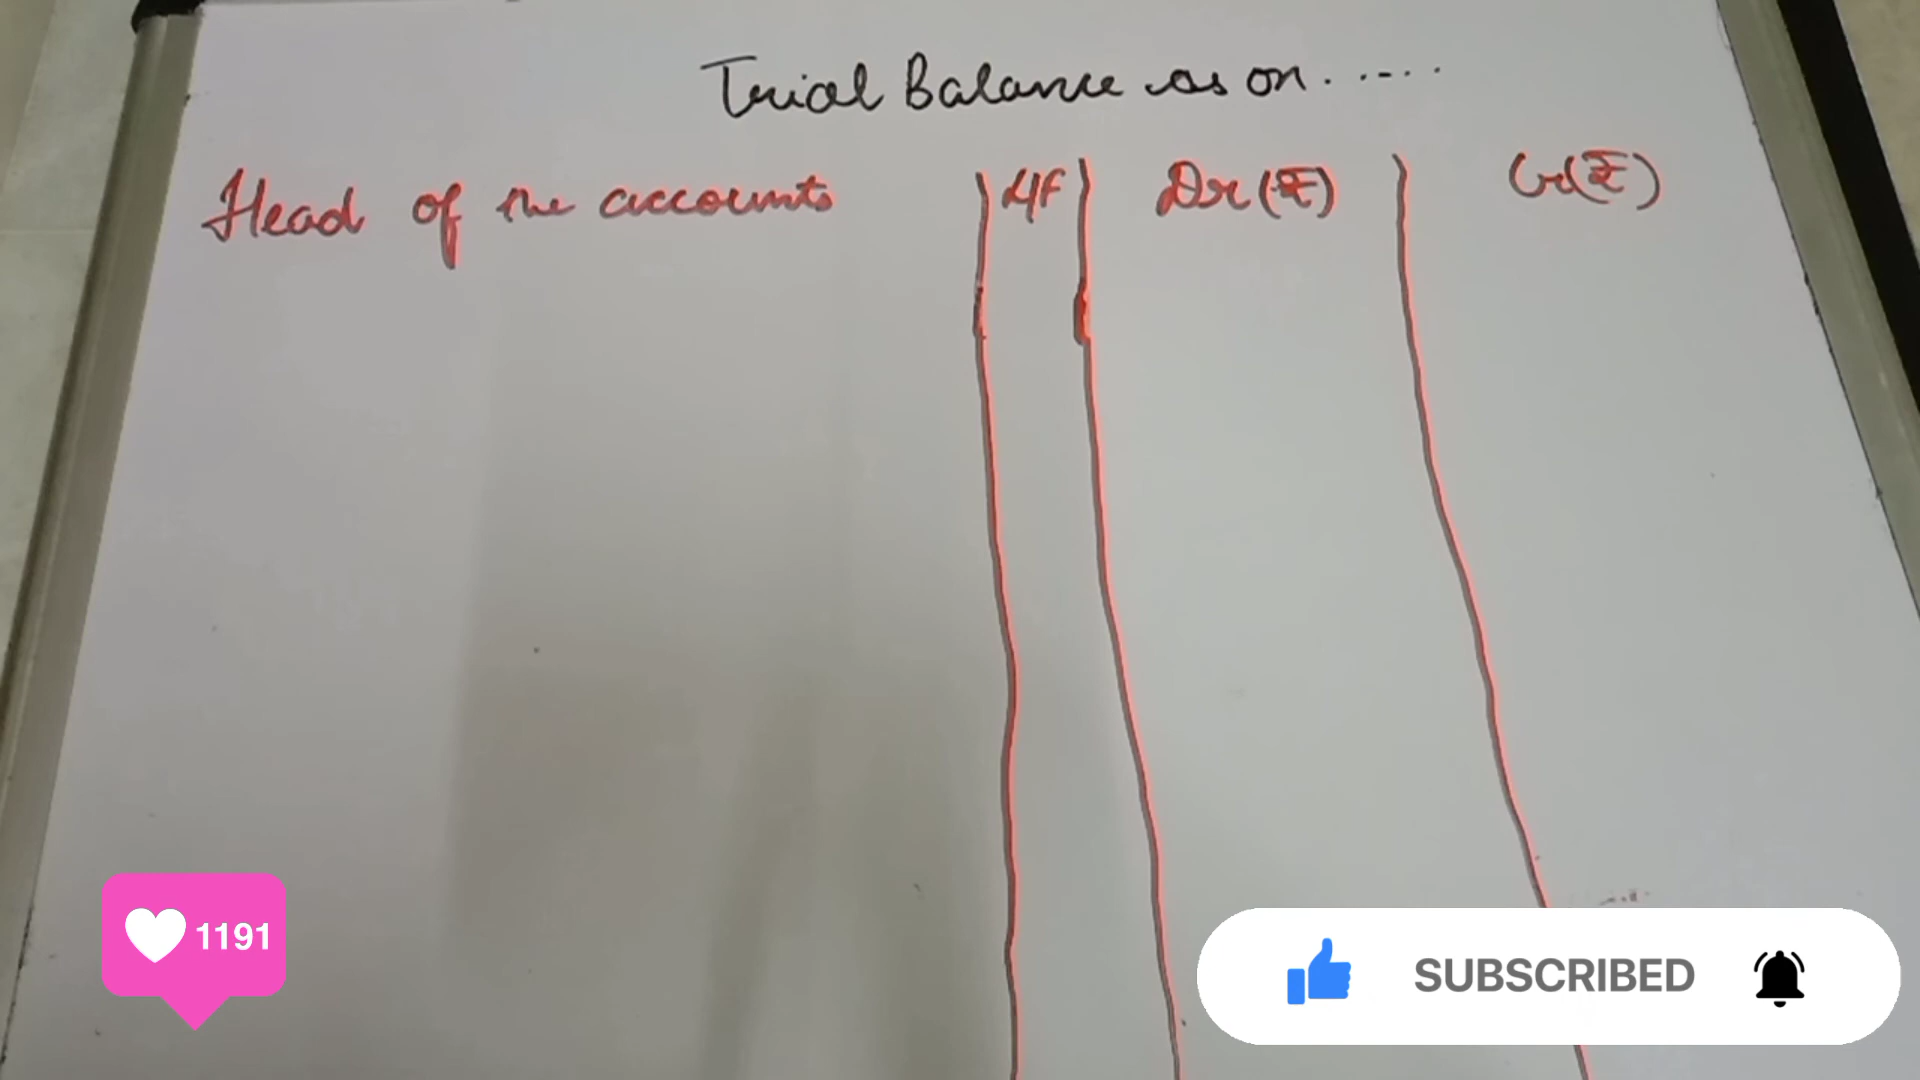 Trial Balance as on.....
Head of the accounts LF Dr (₹) Cr (₹)
1191
SUBSCRIBED